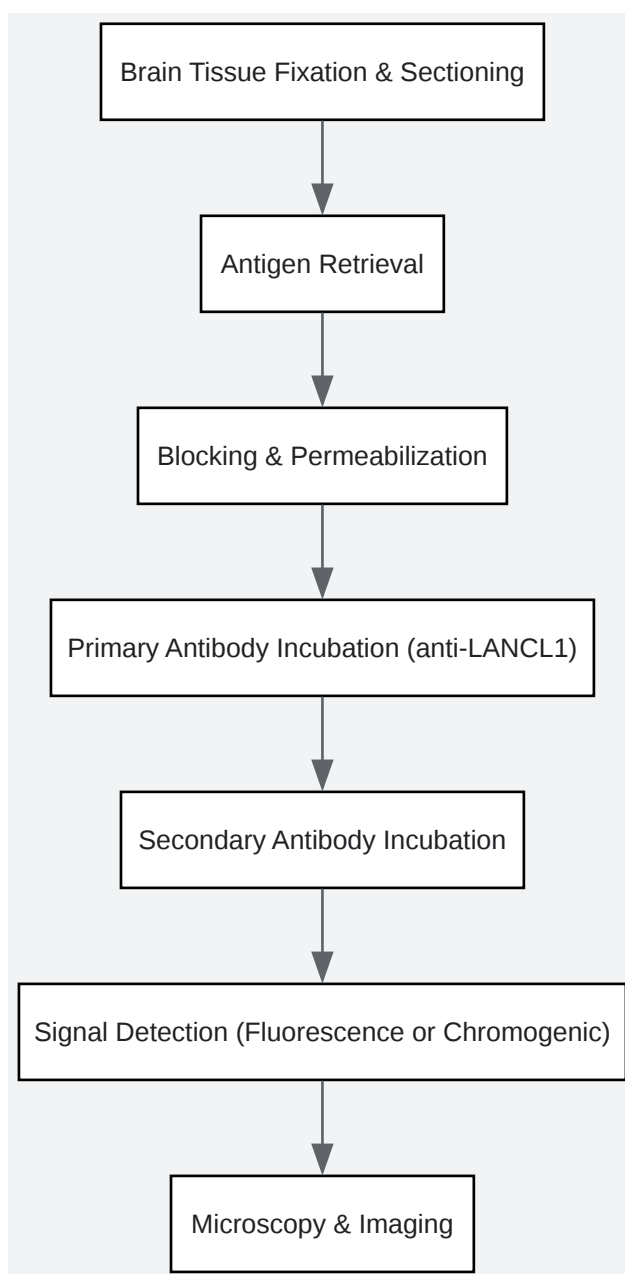 Brain Tissue Fixation & Sectioning
Antigen Retrieval
Blocking & Permeabilization
Primary Antibody Incubation (anti-LANCL1)
Secondary Antibody Incubation
Signal Detection (Fluorescence or Chromogenic)
Microscopy & Imaging